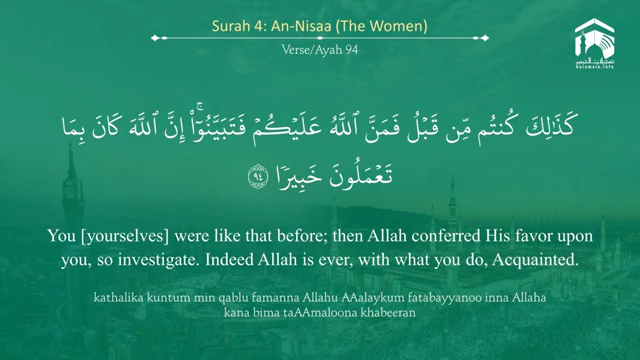 Surah 4: An-Nisaa (The Women)
Verse/Ayah 94
haramain.info
كَذَٰلِكَ كُنتُم مِّن قَبْلُ فَمَنَّ ٱللَّهُ عَلَيْكُمْ فَتَبَيَّنُوٓا۟ ۚ إِنَّ ٱللَّهَ كَانَ بِمَا
تَعْمَلُونَ خَبِيرًا ٩٤
You [yourselves] were like that before; then Allah conferred His favor upon
you, so investigate. Indeed Allah is ever, with what you do, Acquainted.
kathalika kuntum min qablu famanna Allahu AAalaykum fatabayyanoo inna Allaha
kana bima taAAmaloona khabeeran